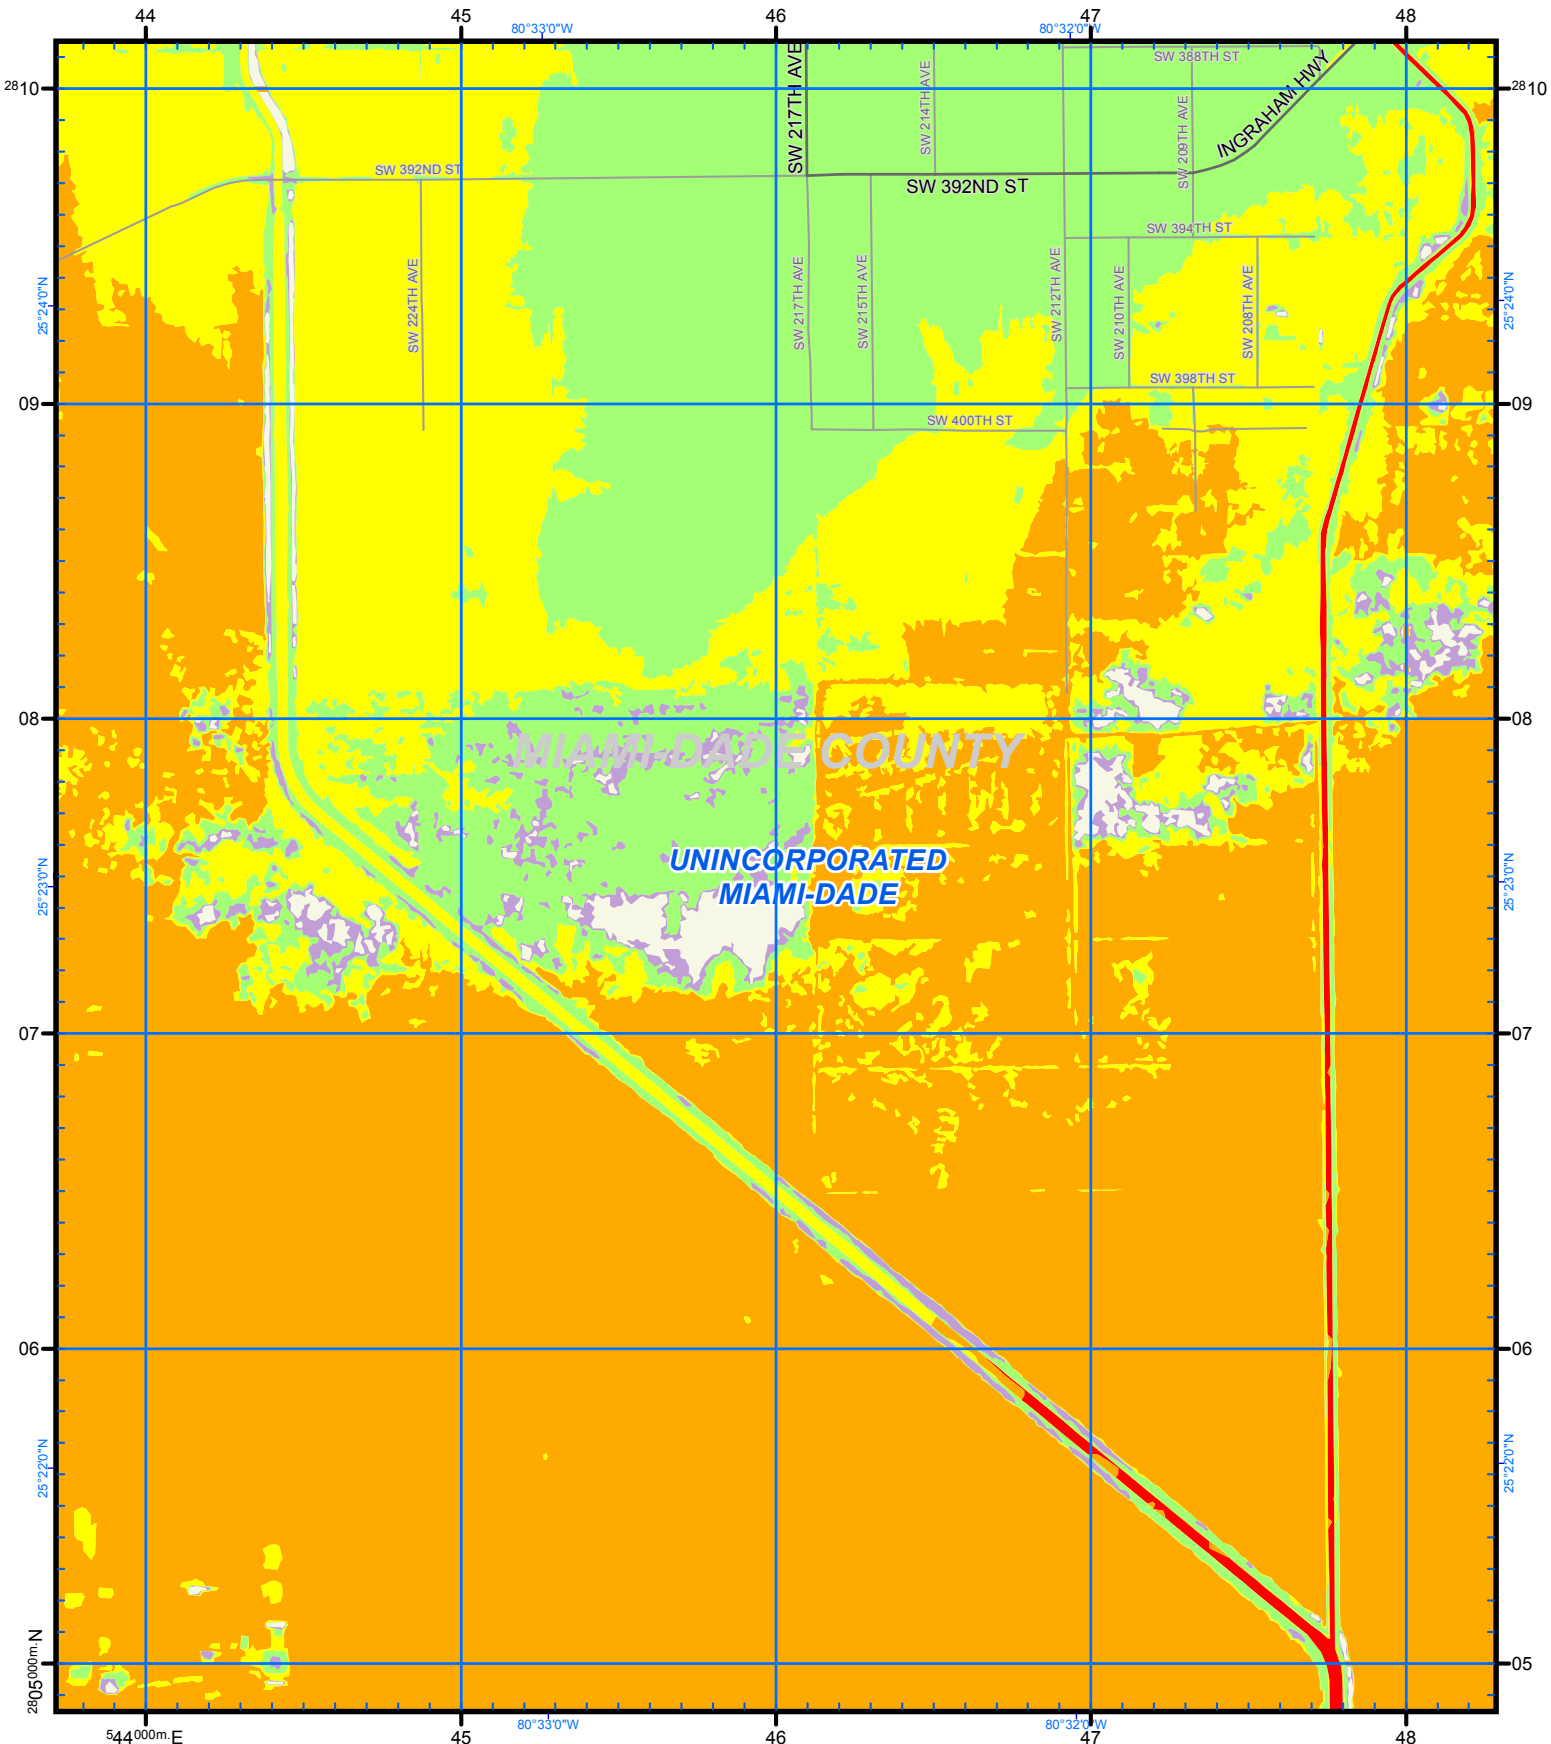 44 45 46 47 48
80°33'0"W 80°32'0"W
SW 388TH ST
2810 2810
SW 217TH AVE
SW 214TH AVE
SW 209TH AVE
INGRAHAM HWY
SW 392ND ST
SW 392ND ST
SW 394TH ST
SW 224TH AVE
SW 217TH AVE
SW 215TH AVE
SW 212TH AVE
SW 210TH AVE
SW 208TH AVE
25°24'0"N 25°24'0"N
SW 398TH ST
09 09
SW 400TH ST
08 08
MIAMI-DADE COUNTY
UNINCORPORATED
MIAMI-DADE
25°23'0"N 25°23'0"N
07 07
06 06
25°22'0"N 25°22'0"N
2805000m. N 05
80°33'0"W 80°32'0"W
544000m. E 45 46 47 48